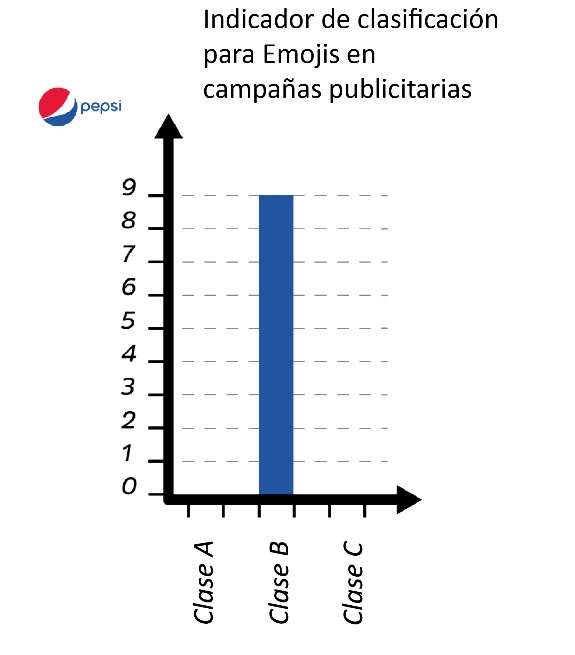 Indicador de clasificación
para Emojis en
campañas publicitarias
pepsi
9
8
7
6
5
4
3
2
1
0
Clase A
Clase B
Clase C